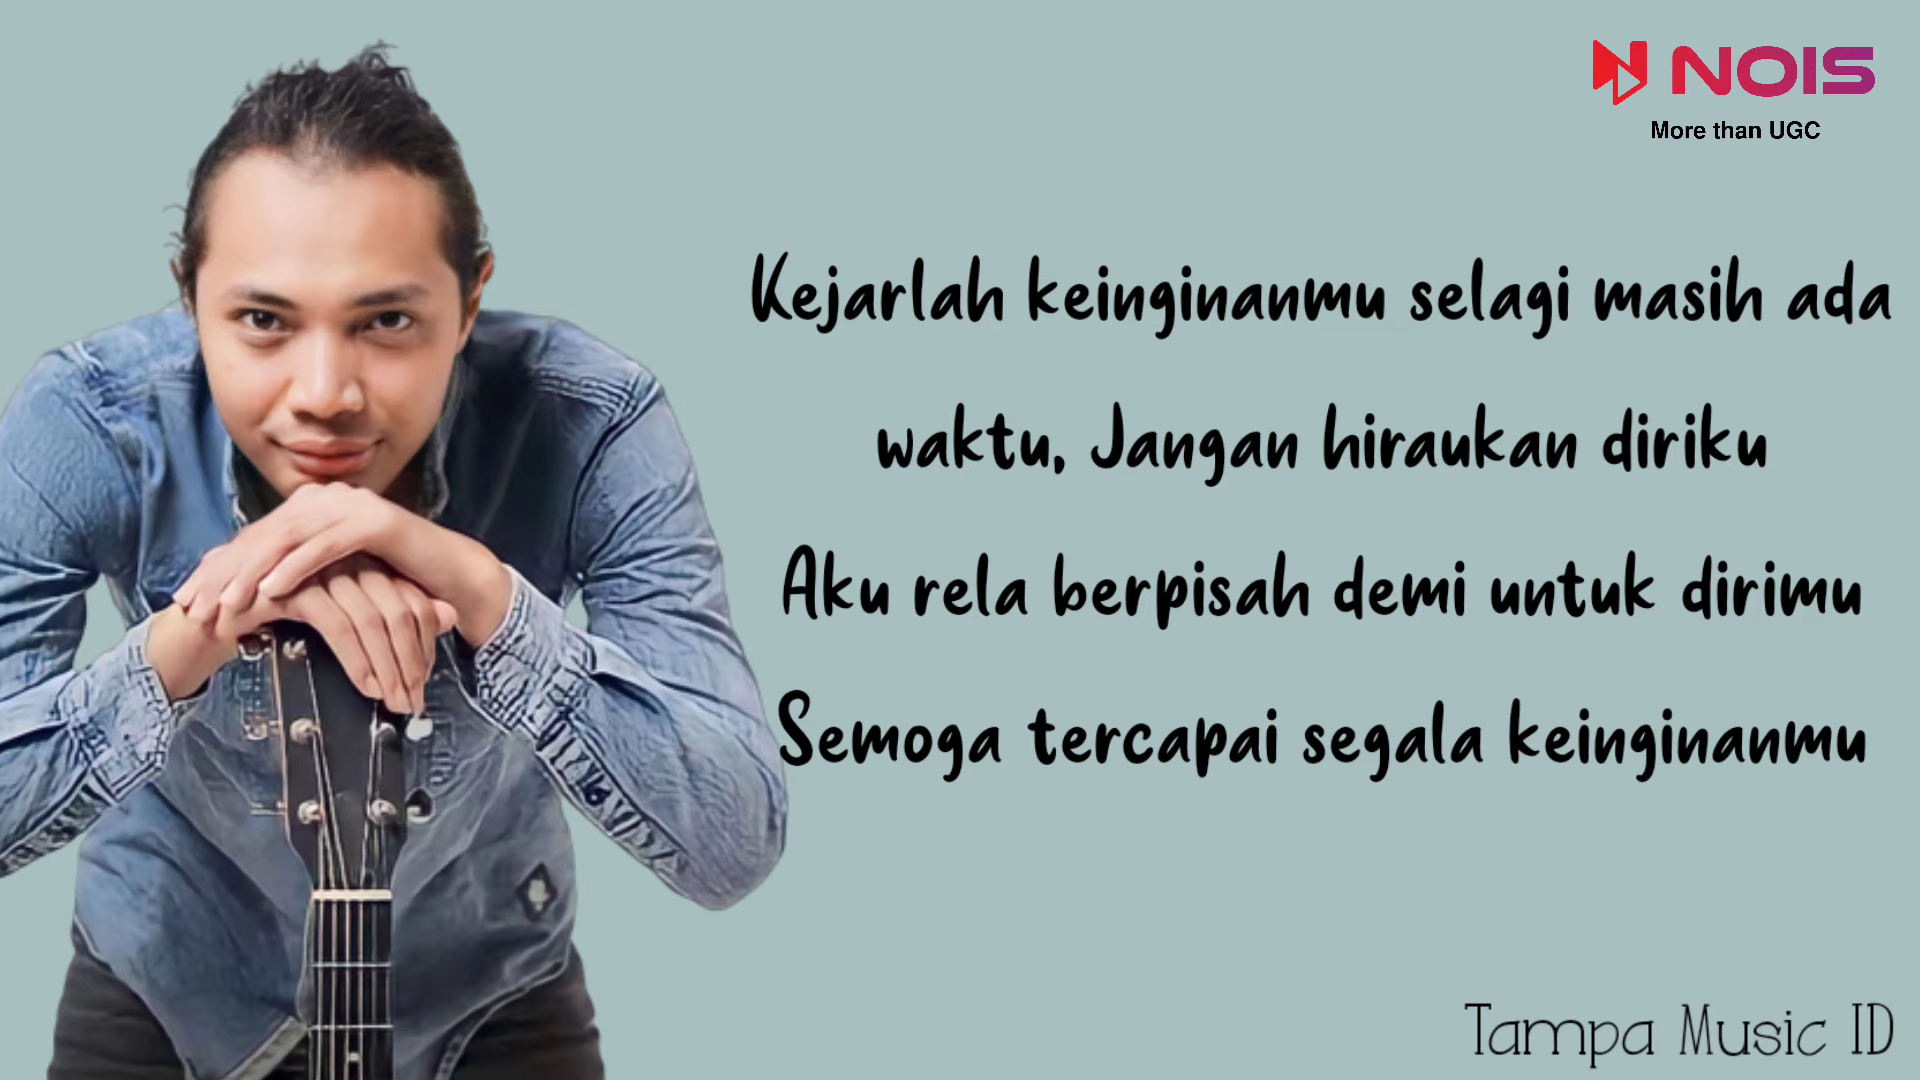 NOIS
More than UGC
Kejarlah keinginanmu selagi masih ada
waktu, Jangan hiraukan diriku
Aku rela berpisah demi untuk dirimu
Semoga tercapai segala keinginanmu
Tampa Music ID